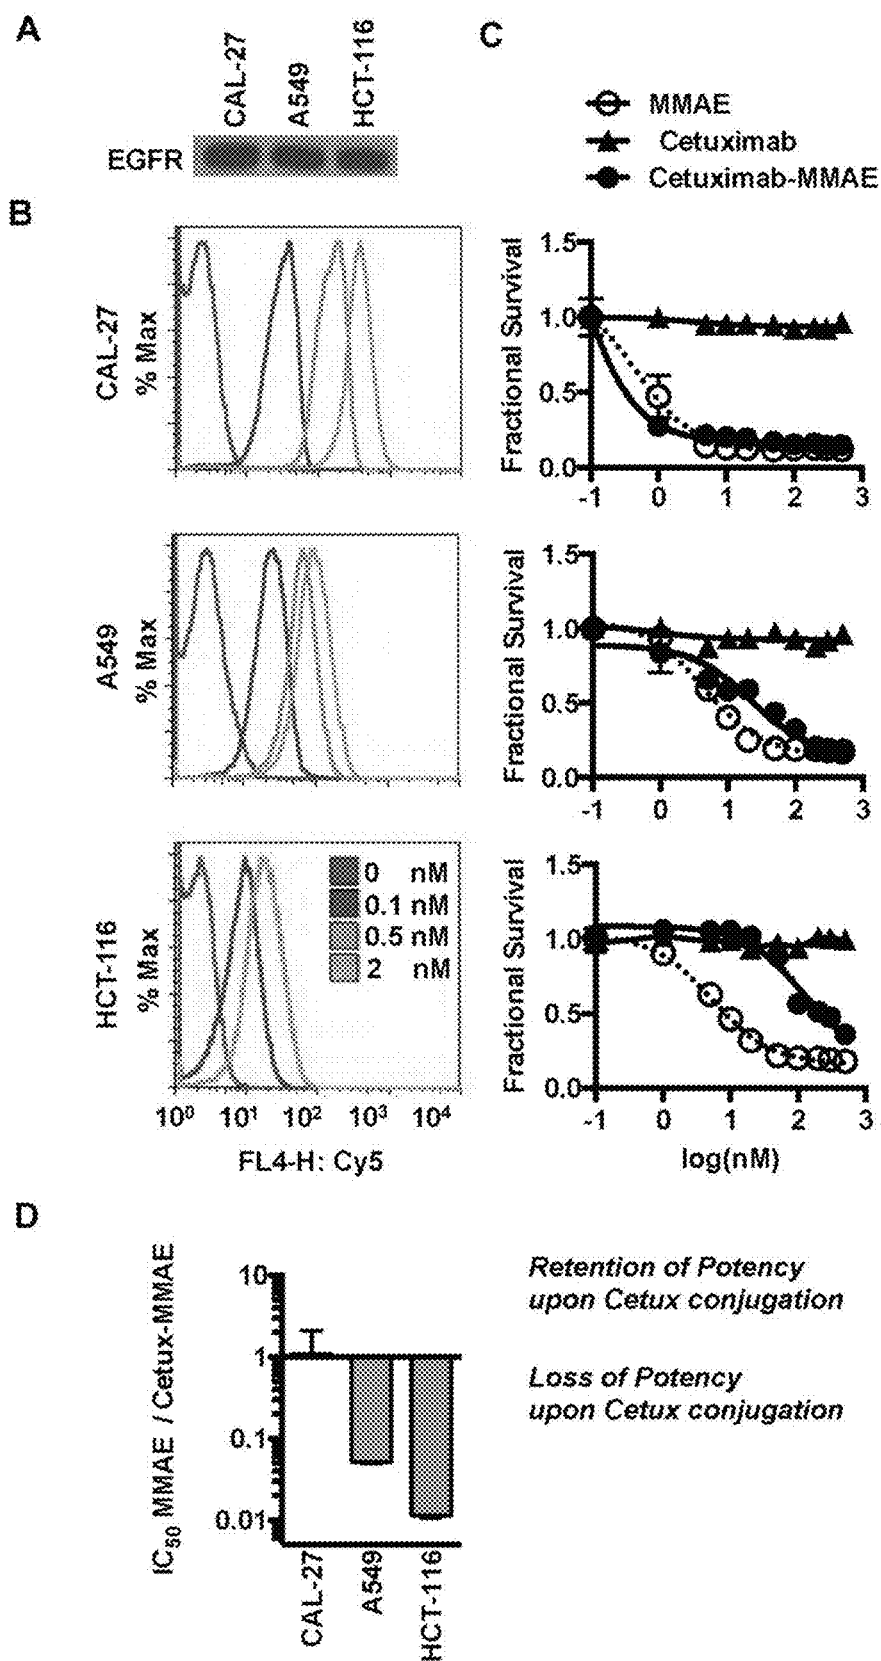 A
CAL-27
A549
HCT-116
EGFR
C
MMAE
Cetuximab
Cetuximab-MMAE
B
CAL-27
% Max
A549
% Max
HCT-116
% Max
0 nM
0.1 nM
0.5 nM
2 nM
10⁰ 10¹ 10² 10³ 10⁴
FL4-H: Cy5
Fractional Survival
1.5
1.0
0.5
0.0
-1 0 1 2 3
Fractional Survival
1.5
1.0
0.5
0.0
-1 0 1 2 3
Fractional Survival
1.5
1.0
0.5
0.0
-1 0 1 2 3
log(nM)
D
IC₅₀ MMAE / Cetux-MMAE
10
1
0.1
0.01
CAL-27
A549
HCT-116
Retention of Potency
upon Cetux conjugation
Loss of Potency
upon Cetux conjugation